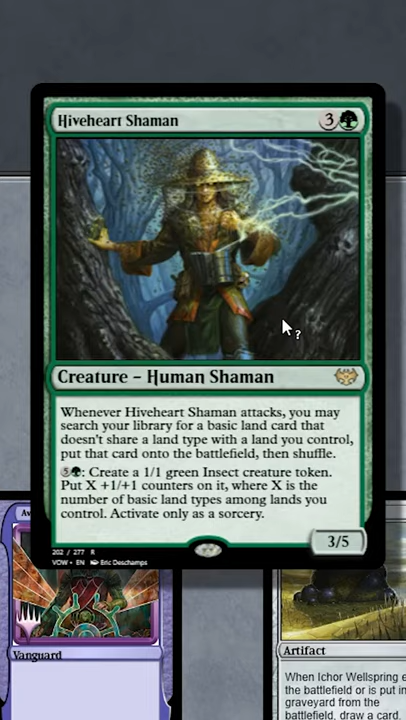 Hiveheart Shaman
3
Creature – Human Shaman
Whenever Hiveheart Shaman attacks, you may
search your library for a basic land card that
doesn't share a land type with a land you control,
put that card onto the battlefield, then shuffle.
5: Create a 1/1 green Insect creature token.
Put X +1/+1 counters on it, where X is the
number of basic land types among lands you
control. Activate only as a sorcery.
3/5
202 / 277 R
VOW • EN Eric Deschamps
?
Av
Vanguard
Artifact
When Ichor Wellspring e
the battlefield or is put in
graveyard from the
battlefield, draw a card